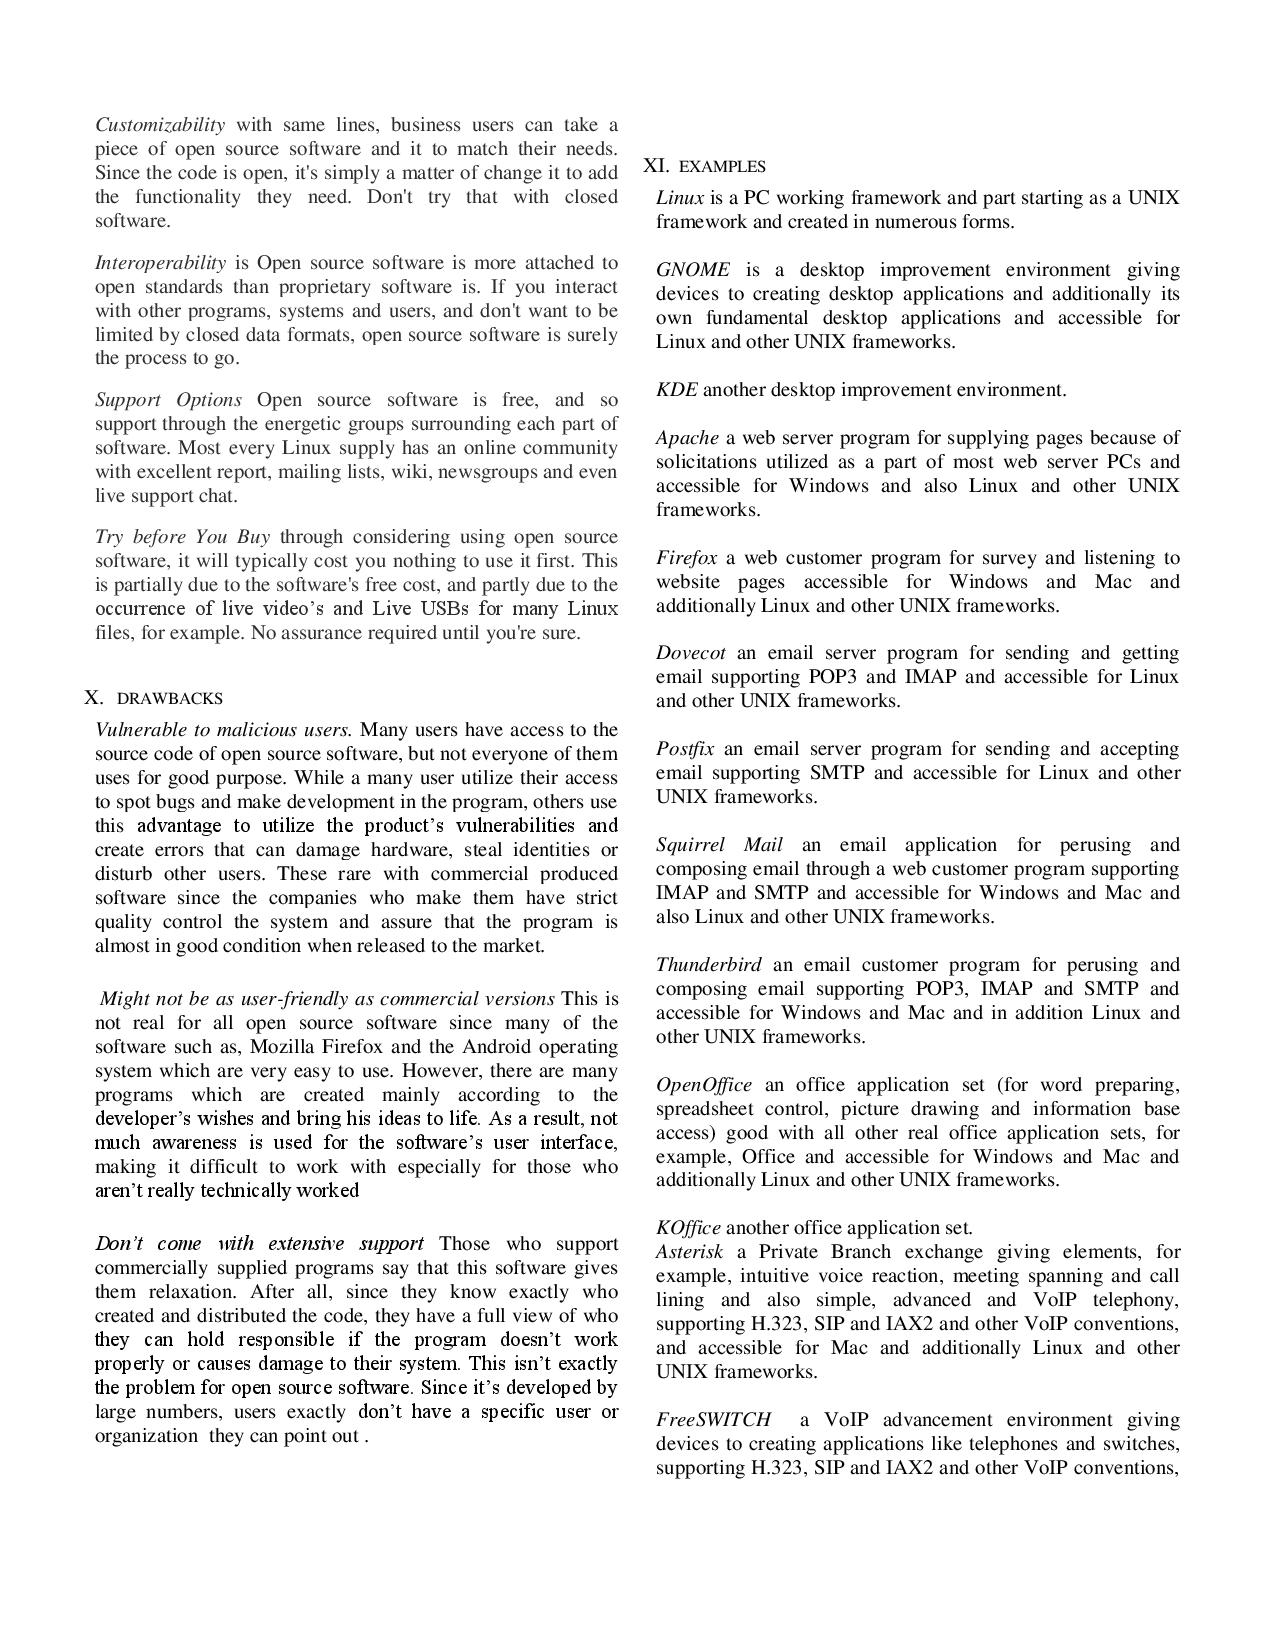 Customizability with same lines, business users can take a
piece of open source software and it to match their needs.
Since the code is open, it's simply a matter of change it to add
the functionality they need. Don't try that with closed
software.
Interoperability is Open source software is more attached to
open standards than proprietary software is. If you interact
with other programs, systems and users, and don't want to be
limited by closed data formats, open source software is surely
the process to go.
Support Options Open source software is free, and so
support through the energetic groups surrounding each part of
software. Most every Linux supply has an online community
with excellent report, mailing lists, wiki, newsgroups and even
live support chat.
Try before You Buy through considering using open source
software, it will typically cost you nothing to use it first. This
is partially due to the software's free cost, and partly due to the
occurrence of live video’s and Live USBs for many Linux
files, for example. No assurance required until you're sure.
X. DRAWBACKS
Vulnerable to malicious users. Many users have access to the
source code of open source software, but not everyone of them
uses for good purpose. While a many user utilize their access
to spot bugs and make development in the program, others use
this advantage to utilize the product’s vulnerabilities and
create errors that can damage hardware, steal identities or
disturb other users. These rare with commercial produced
software since the companies who make them have strict
quality control the system and assure that the program is
almost in good condition when released to the market.
Might not be as user-friendly as commercial versions This is
not real for all open source software since many of the
software such as, Mozilla Firefox and the Android operating
system which are very easy to use. However, there are many
programs which are created mainly according to the
developer’s wishes and bring his ideas to life. As a result, not
much awareness is used for the software’s user interface,
making it difficult to work with especially for those who
aren’t really technically worked
Don’t come with extensive support Those who support
commercially supplied programs say that this software gives
them relaxation. After all, since they know exactly who
created and distributed the code, they have a full view of who
they can hold responsible if the program doesn’t work
properly or causes damage to their system. This isn’t exactly
the problem for open source software. Since it’s developed by
large numbers, users exactly don’t have a specific user or
organization they can point out .
XI. EXAMPLES
Linux is a PC working framework and part starting as a UNIX
framework and created in numerous forms.
GNOME is a desktop improvement environment giving
devices to creating desktop applications and additionally its
own fundamental desktop applications and accessible for
Linux and other UNIX frameworks.
KDE another desktop improvement environment.
Apache a web server program for supplying pages because of
solicitations utilized as a part of most web server PCs and
accessible for Windows and also Linux and other UNIX
frameworks.
Firefox a web customer program for survey and listening to
website pages accessible for Windows and Mac and
additionally Linux and other UNIX frameworks.
Dovecot an email server program for sending and getting
email supporting POP3 and IMAP and accessible for Linux
and other UNIX frameworks.
Postfix an email server program for sending and accepting
email supporting SMTP and accessible for Linux and other
UNIX frameworks.
Squirrel Mail an email application for perusing and
composing email through a web customer program supporting
IMAP and SMTP and accessible for Windows and Mac and
also Linux and other UNIX frameworks.
Thunderbird an email customer program for perusing and
composing email supporting POP3, IMAP and SMTP and
accessible for Windows and Mac and in addition Linux and
other UNIX frameworks.
OpenOffice an office application set (for word preparing,
spreadsheet control, picture drawing and information base
access) good with all other real office application sets, for
example, Office and accessible for Windows and Mac and
additionally Linux and other UNIX frameworks.
KOffice another office application set.
Asterisk a Private Branch exchange giving elements, for
example, intuitive voice reaction, meeting spanning and call
lining and also simple, advanced and VoIP telephony,
supporting H.323, SIP and IAX2 and other VoIP conventions,
and accessible for Mac and additionally Linux and other
UNIX frameworks.
FreeSWITCH a VoIP advancement environment giving
devices to creating applications like telephones and switches,
supporting H.323, SIP and IAX2 and other VoIP conventions,